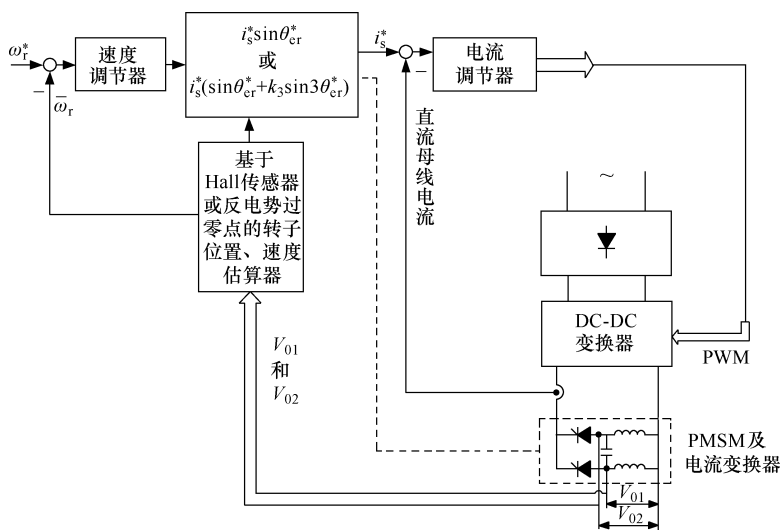 ω*r
−
ω̄r
速度
调节器
i*s sinθ*er
或
i*s(sinθ*er+k3sin3θ*er)
i*s
−
电流
调节器
直流母线电流
基于
Hall传感器
或反电势过
零点的转子
位置、速度
估算器
~
DC-DC
变换器
PWM
V01
和
V02
PMSM及
电流变换器
V01
V02